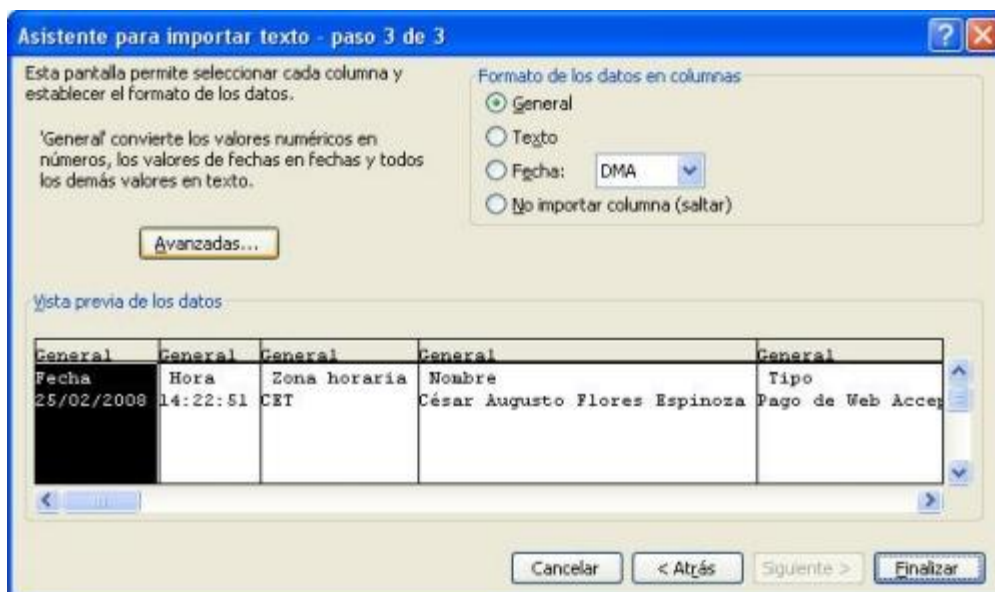 Asistente para importar texto - paso 3 de 3
Esta pantalla permite seleccionar cada columna y
establecer el formato de los datos.
'General' convierte los valores numéricos en
números, los valores de fechas en fechas y todos
los demás valores en texto.
Avanzadas...
Formato de los datos en columnas
General
Texto
Fecha: DMA
No importar columna (saltar)
Vista previa de los datos
General General General General General
Fecha Hora Zona horaria Nombre Tipo
25/02/2008 14:22:51 CET César Augusto Flores Espinoza Pago de Web Accep
Cancelar < Atrás Siguiente > Finalizar